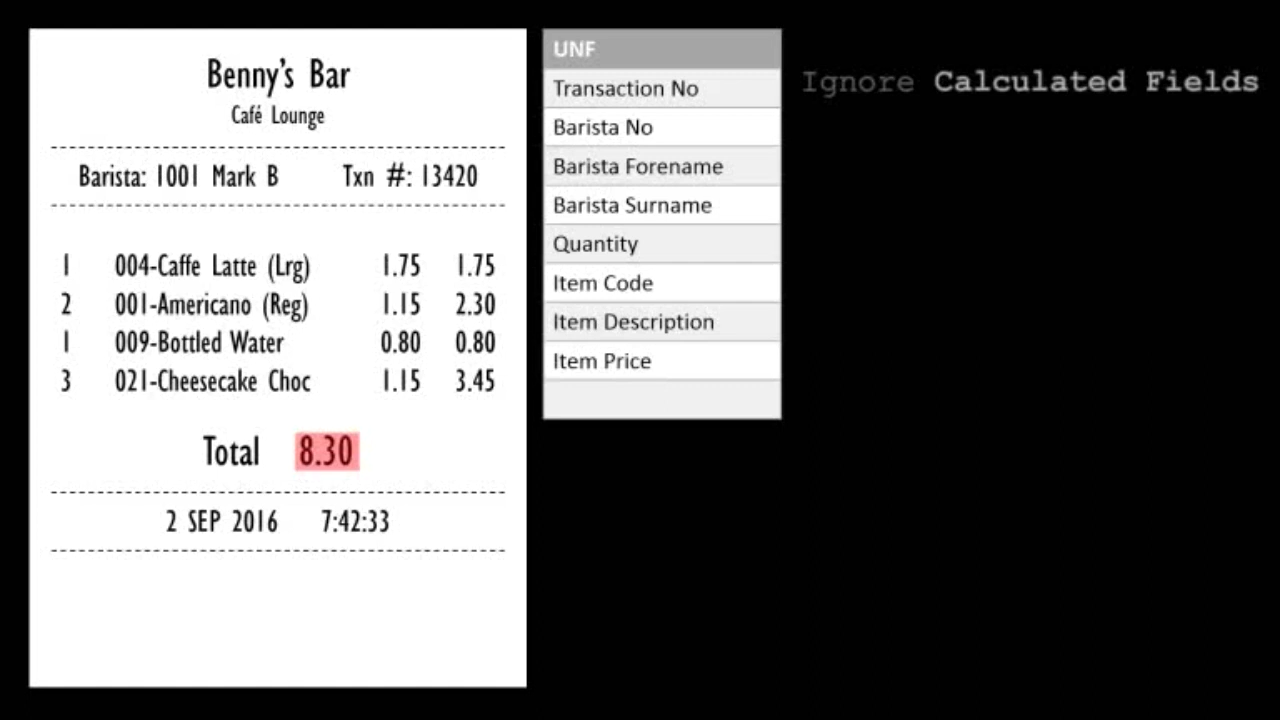 Benny's Bar
Café Lounge
Barista: 1001 Mark B Txn #: 13420
1 004-Caffe Latte (Lrg) 1.75 1.75
2 001-Americano (Reg) 1.15 2.30
1 009-Bottled Water 0.80 0.80
3 021-Cheesecake Choc 1.15 3.45
Total 8.30
2 SEP 2016 7:42:33
UNF
Transaction No
Barista No
Barista Forename
Barista Surname
Quantity
Item Code
Item Description
Item Price
Ignore Calculated Fields